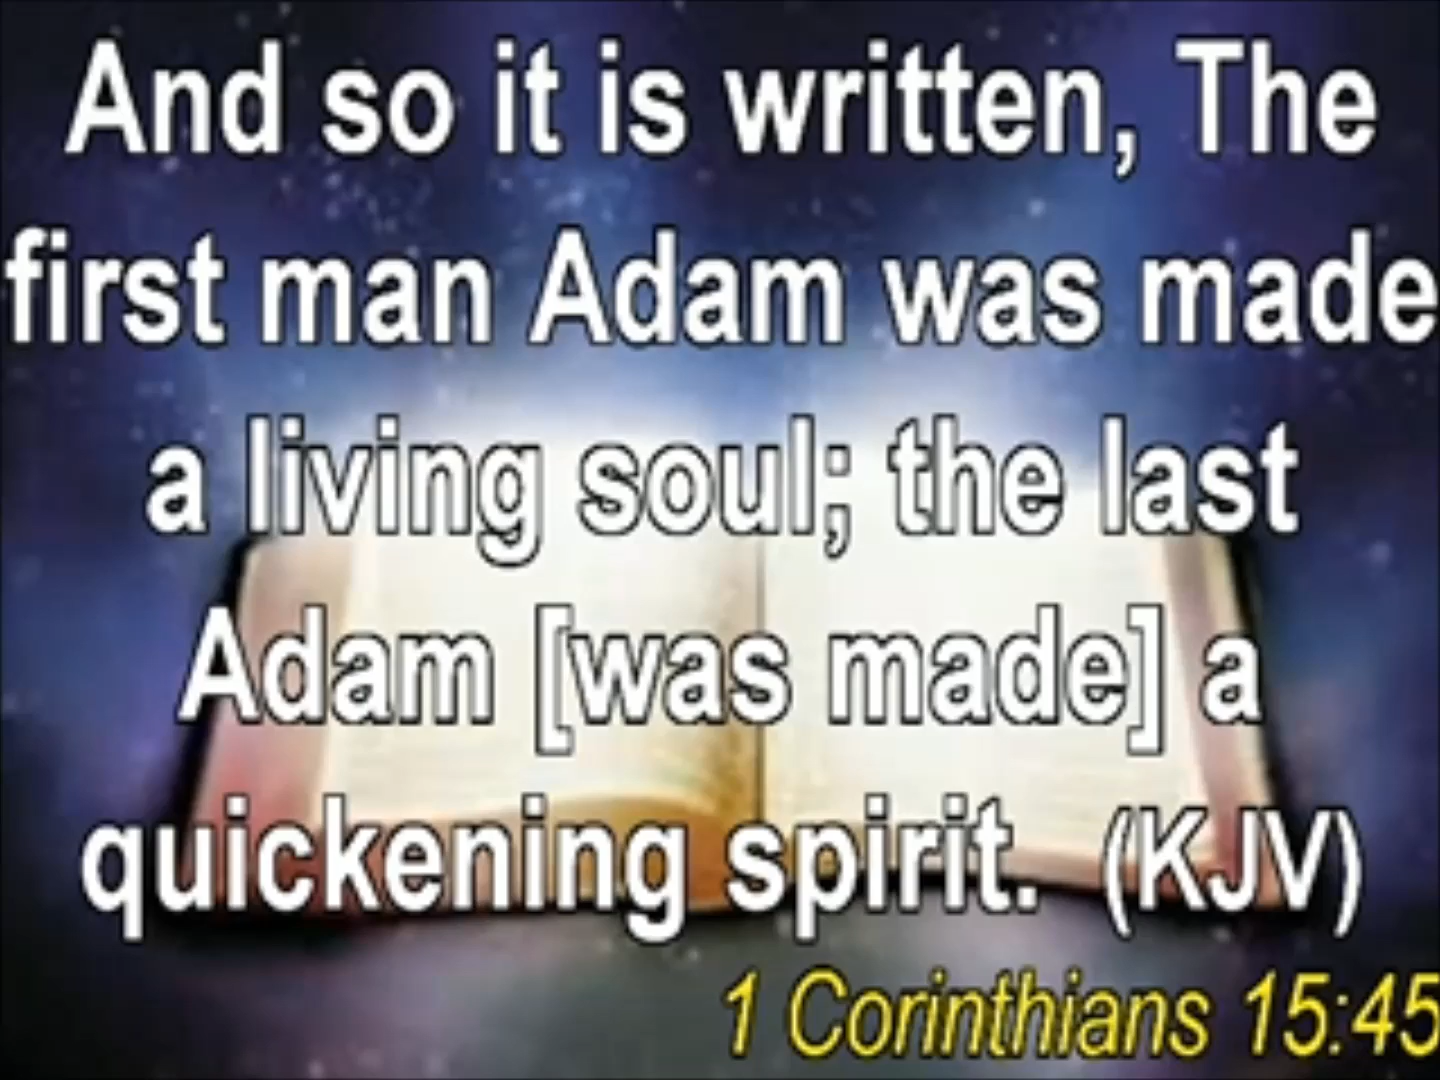 And so it is written, The
first man Adam was made
a living soul; the last
Adam [was made] a
quickening spirit. (KJV)
1 Corinthians 15:45